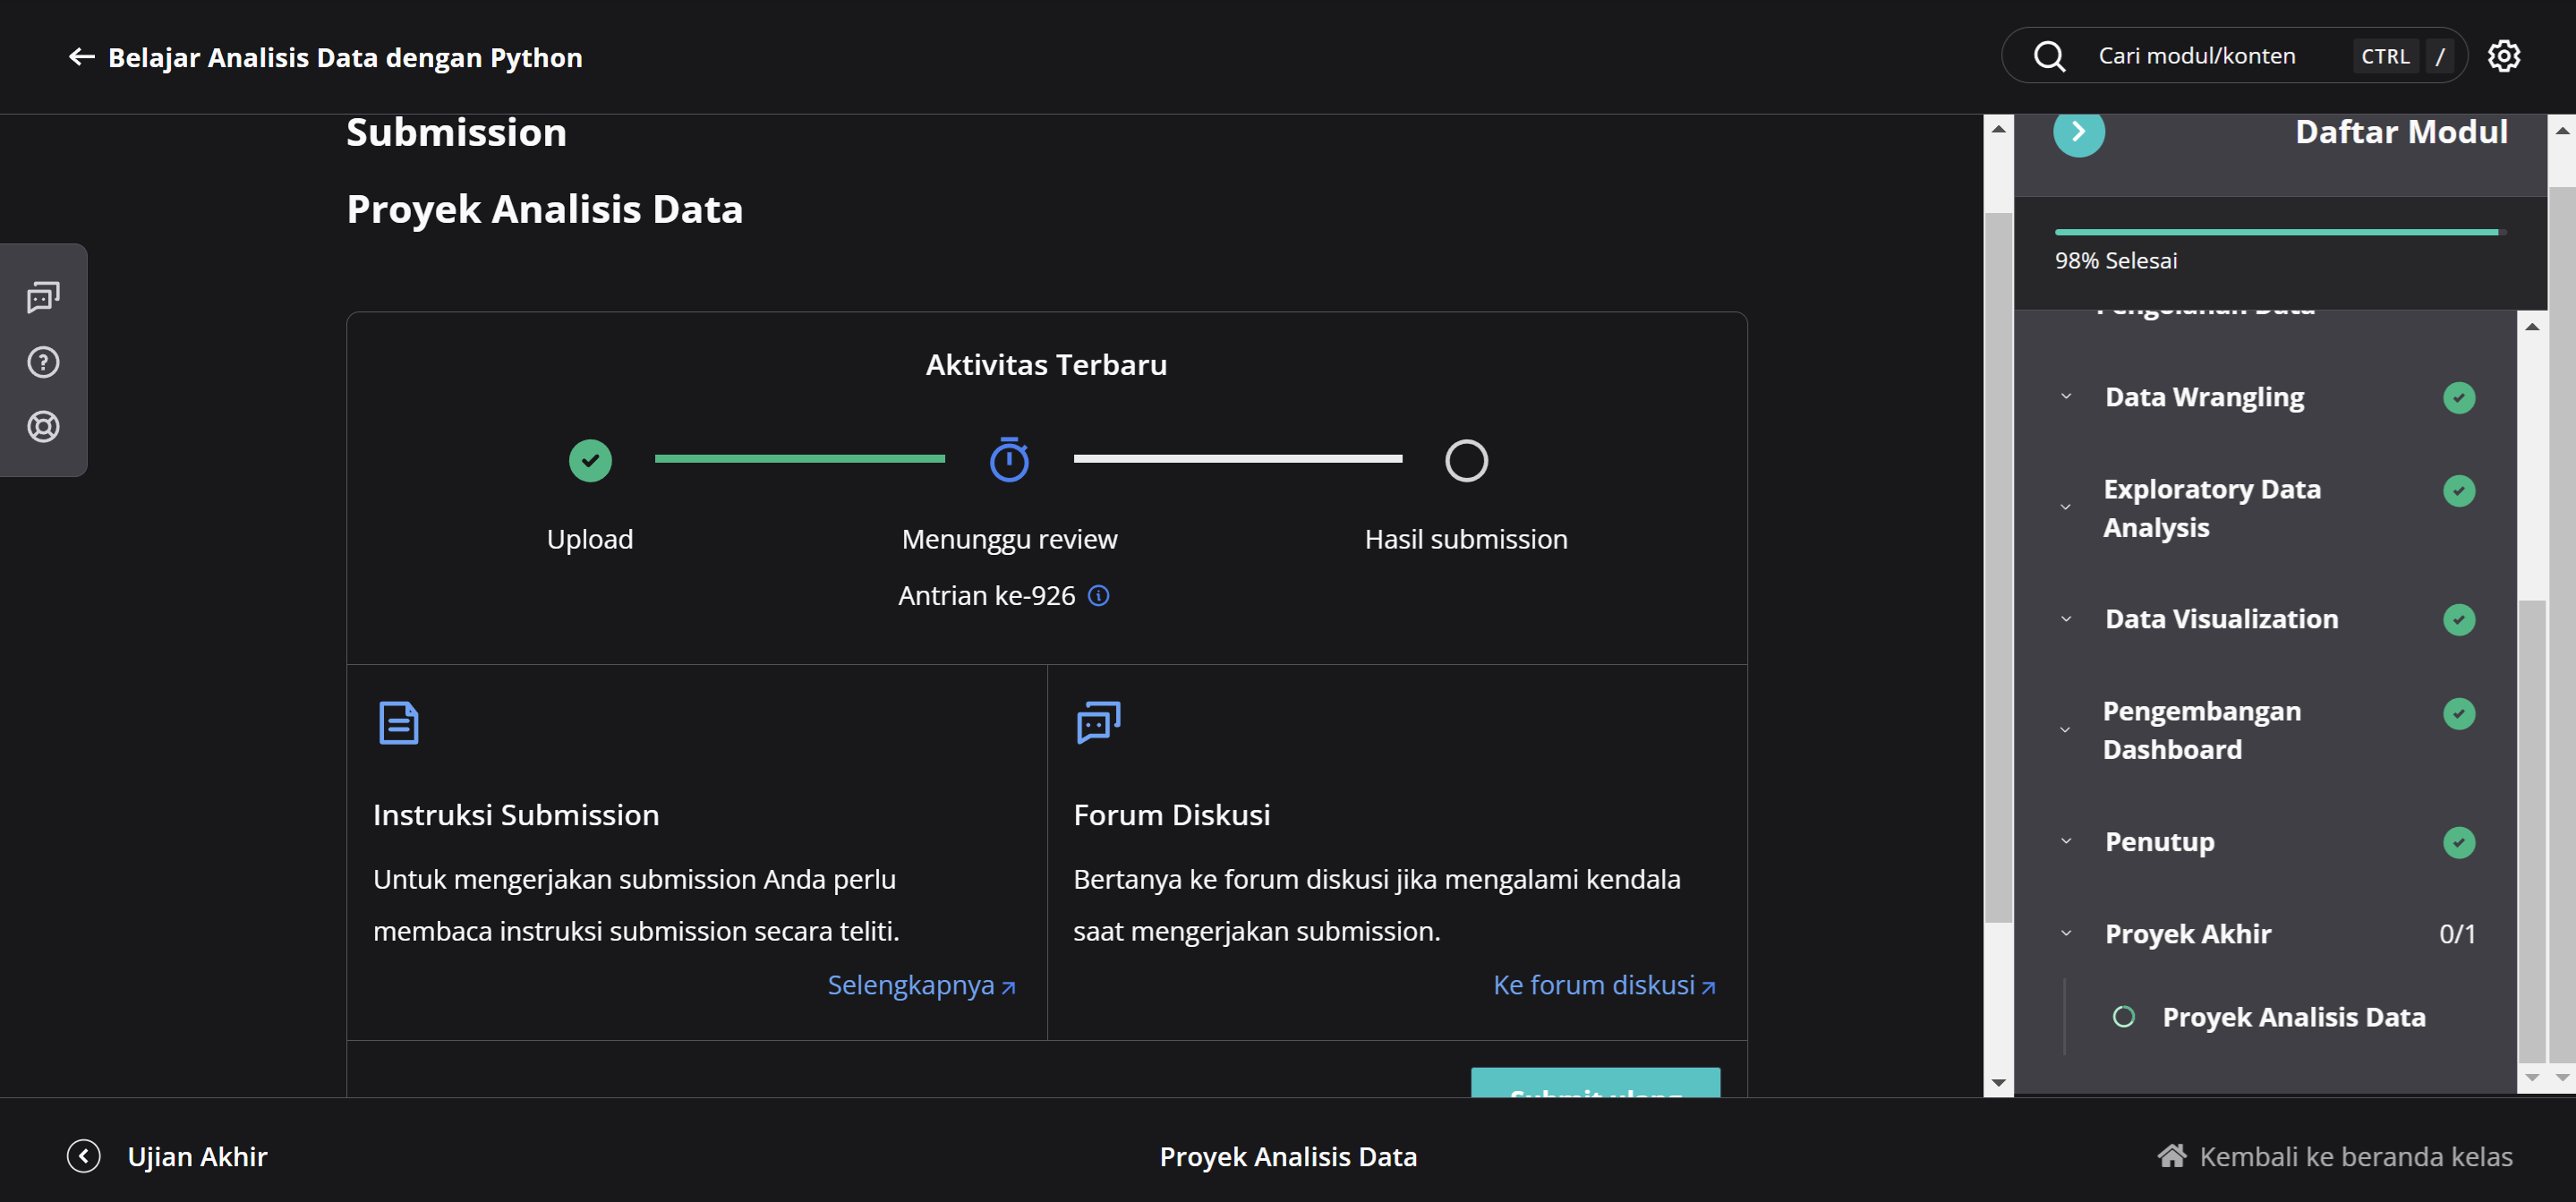 Belajar Analisis Data dengan Python
Cari modul/konten
CTRL /
Submission
Proyek Analisis Data
Aktivitas Terbaru
Upload
Menunggu review
Antrian ke-926
Hasil submission
Instruksi Submission
Untuk mengerjakan submission Anda perlu
membaca instruksi submission secara teliti.
Selengkapnya
Forum Diskusi
Bertanya ke forum diskusi jika mengalami kendala
saat mengerjakan submission.
Ke forum diskusi
Submit ulang
Daftar Modul
98% Selesai
Pengolahan Data
Data Wrangling
Exploratory Data
Analysis
Data Visualization
Pengembangan
Dashboard
Penutup
Proyek Akhir
0/1
Proyek Analisis Data
Ujian Akhir
Proyek Analisis Data
Kembali ke beranda kelas